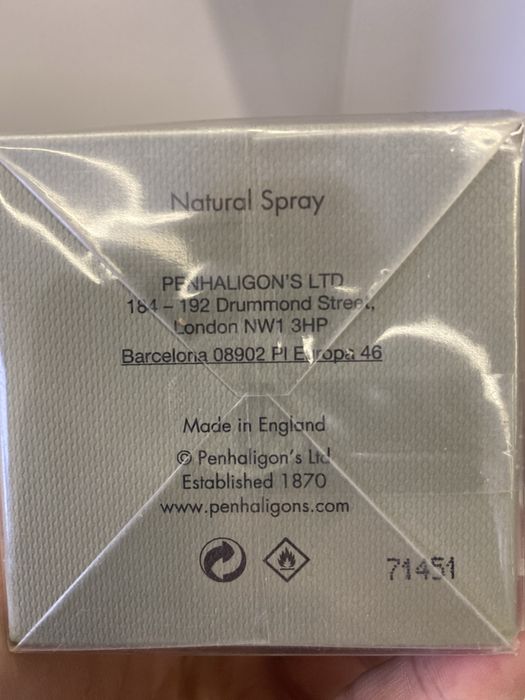 Natural Spray
PENHALIGON'S LTD
184 – 192 Drummond Street,
London NW1 3HP
Barcelona 08902 Pl Europa 46
Made in England
© Penhaligon's Ltd
Established 1870
www.penhaligons.com
71451